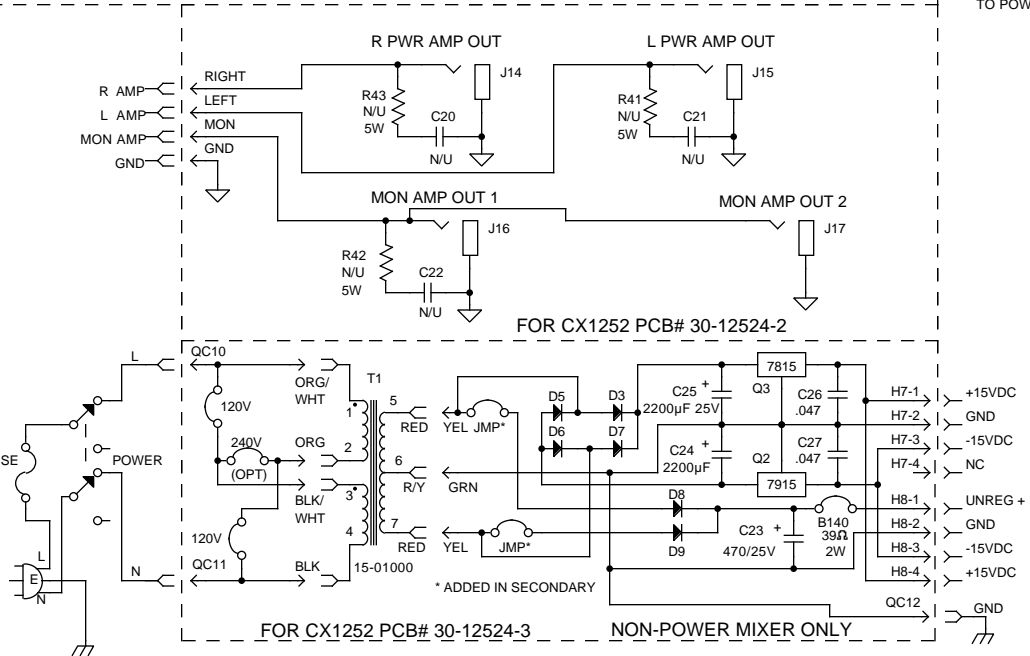 TO POW
R PWR AMP OUT
L PWR AMP OUT
R AMP
RIGHT
J14
J15
L AMP
LEFT
R43
N/U
5W
C20
N/U
R41
N/U
5W
C21
N/U
MON AMP
MON
GND
GND
MON AMP OUT 1
MON AMP OUT 2
J16
J17
R42
N/U
5W
C22
N/U
FOR CX1252 PCB# 30-12524-2
L
QC10
ORG/
WHT
T1
120V
1
5
RED
YEL
JMP*
D5
D3
D6
D7
C25
+
2200µF 25V
7815
Q3
C26
.047
H7-1
+15VDC
H7-2
GND
SE
POWER
240V
(OPT)
ORG
2
6
R/Y
GRN
C24
2200µF
Q2
7915
C27
.047
H7-3
-15VDC
H7-4
NC
BLK/
WHT
3
4
D8
D9
H8-1
UNREG +
120V
7
RED
YEL
JMP*
C23
+
470/25V
B140
39Ω
2W
H8-2
GND
H8-3
-15VDC
L
E
N
N
QC11
BLK
15-01000
* ADDED IN SECONDARY
H8-4
+15VDC
QC12
GND
FOR CX1252 PCB# 30-12524-3
NON-POWER MIXER ONLY